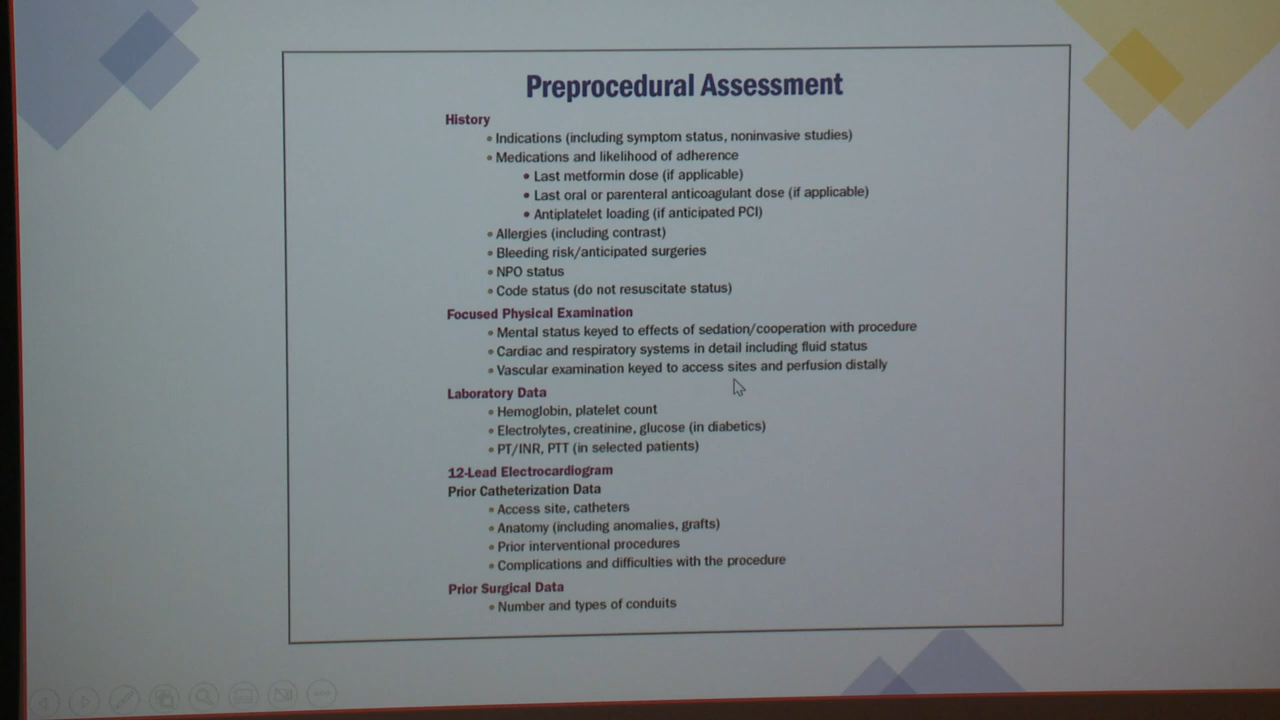 Preprocedural Assessment
History
• Indications (including symptom status, noninvasive studies)
• Medications and likelihood of adherence
• Last metformin dose (if applicable)
• Last oral or parenteral anticoagulant dose (if applicable)
• Antiplatelet loading (if anticipated PCI)
• Allergies (including contrast)
• Bleeding risk/anticipated surgeries
• NPO status
• Code status (do not resuscitate status)
Focused Physical Examination
• Mental status keyed to effects of sedation/cooperation with procedure
• Cardiac and respiratory systems in detail including fluid status
• Vascular examination keyed to access sites and perfusion distally
Laboratory Data
• Hemoglobin, platelet count
• Electrolytes, creatinine, glucose (in diabetics)
• PT/INR, PTT (in selected patients)
12-Lead Electrocardiogram
Prior Catheterization Data
• Access site, catheters
• Anatomy (including anomalies, grafts)
• Prior interventional procedures
• Complications and difficulties with the procedure
Prior Surgical Data
• Number and types of conduits